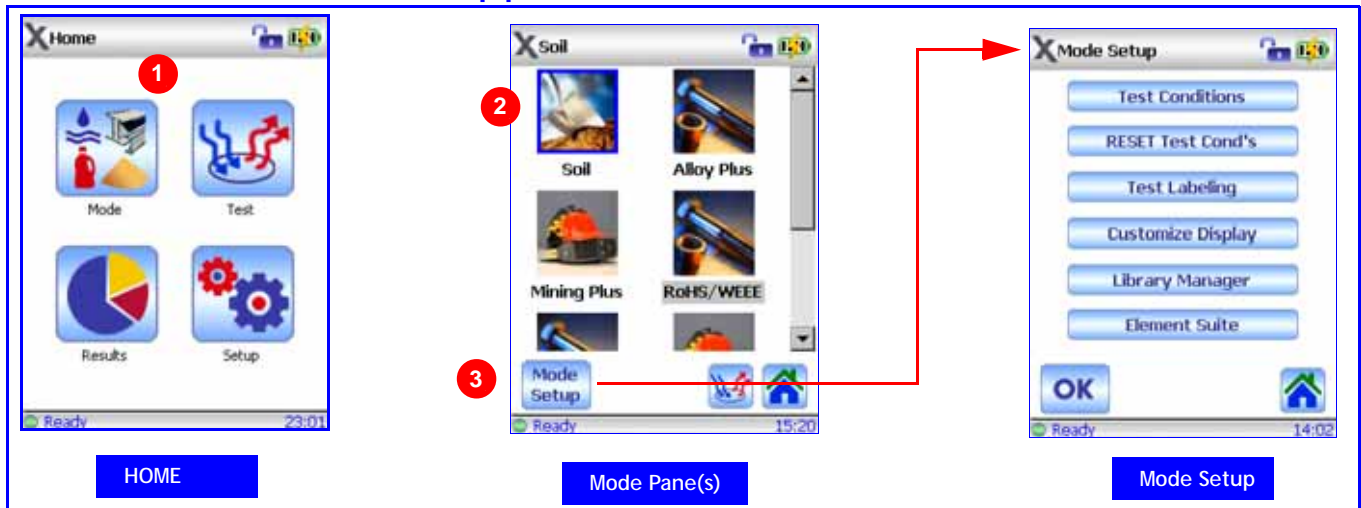 Home
1
Mode
Test
Results
Setup
Ready 23:01
HOME
Soil
2
Soil
Alloy Plus
Mining Plus
RoHS/WEEE
3
Mode
Setup
Ready 15:20
Mode Pane(s)
Mode Setup
Test Conditions
RESET Test Cond's
Test Labeling
Customize Display
Library Manager
Element Suite
OK
Ready 14:02
Mode Setup